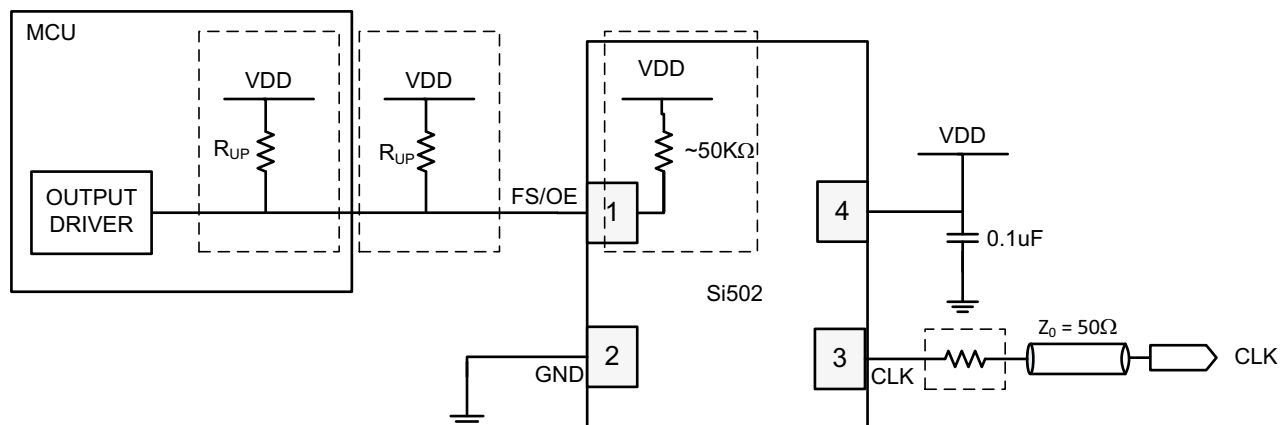 MCU
VDD
R_UP
OUTPUT
DRIVER
VDD
R_UP
FS/OE
VDD
~50KΩ
1
4
VDD
0.1uF
Si502
2
GND
3
CLK
Z₀ = 50Ω
CLK